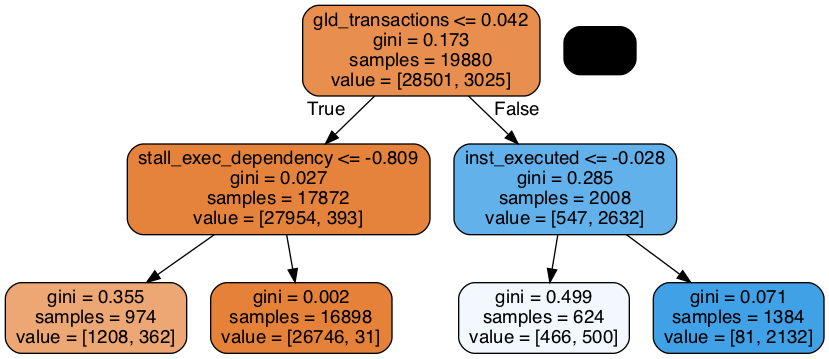 gld_transactions <= 0.042
gini = 0.173
samples = 19880
value = [28501, 3025]
True
False
stall_exec_dependency <= -0.809
gini = 0.027
samples = 17872
value = [27954, 393]
inst_executed <= -0.028
gini = 0.285
samples = 2008
value = [547, 2632]
gini = 0.355
samples = 974
value = [1208, 362]
gini = 0.002
samples = 16898
value = [26746, 31]
gini = 0.499
samples = 624
value = [466, 500]
gini = 0.071
samples = 1384
value = [81, 2132]